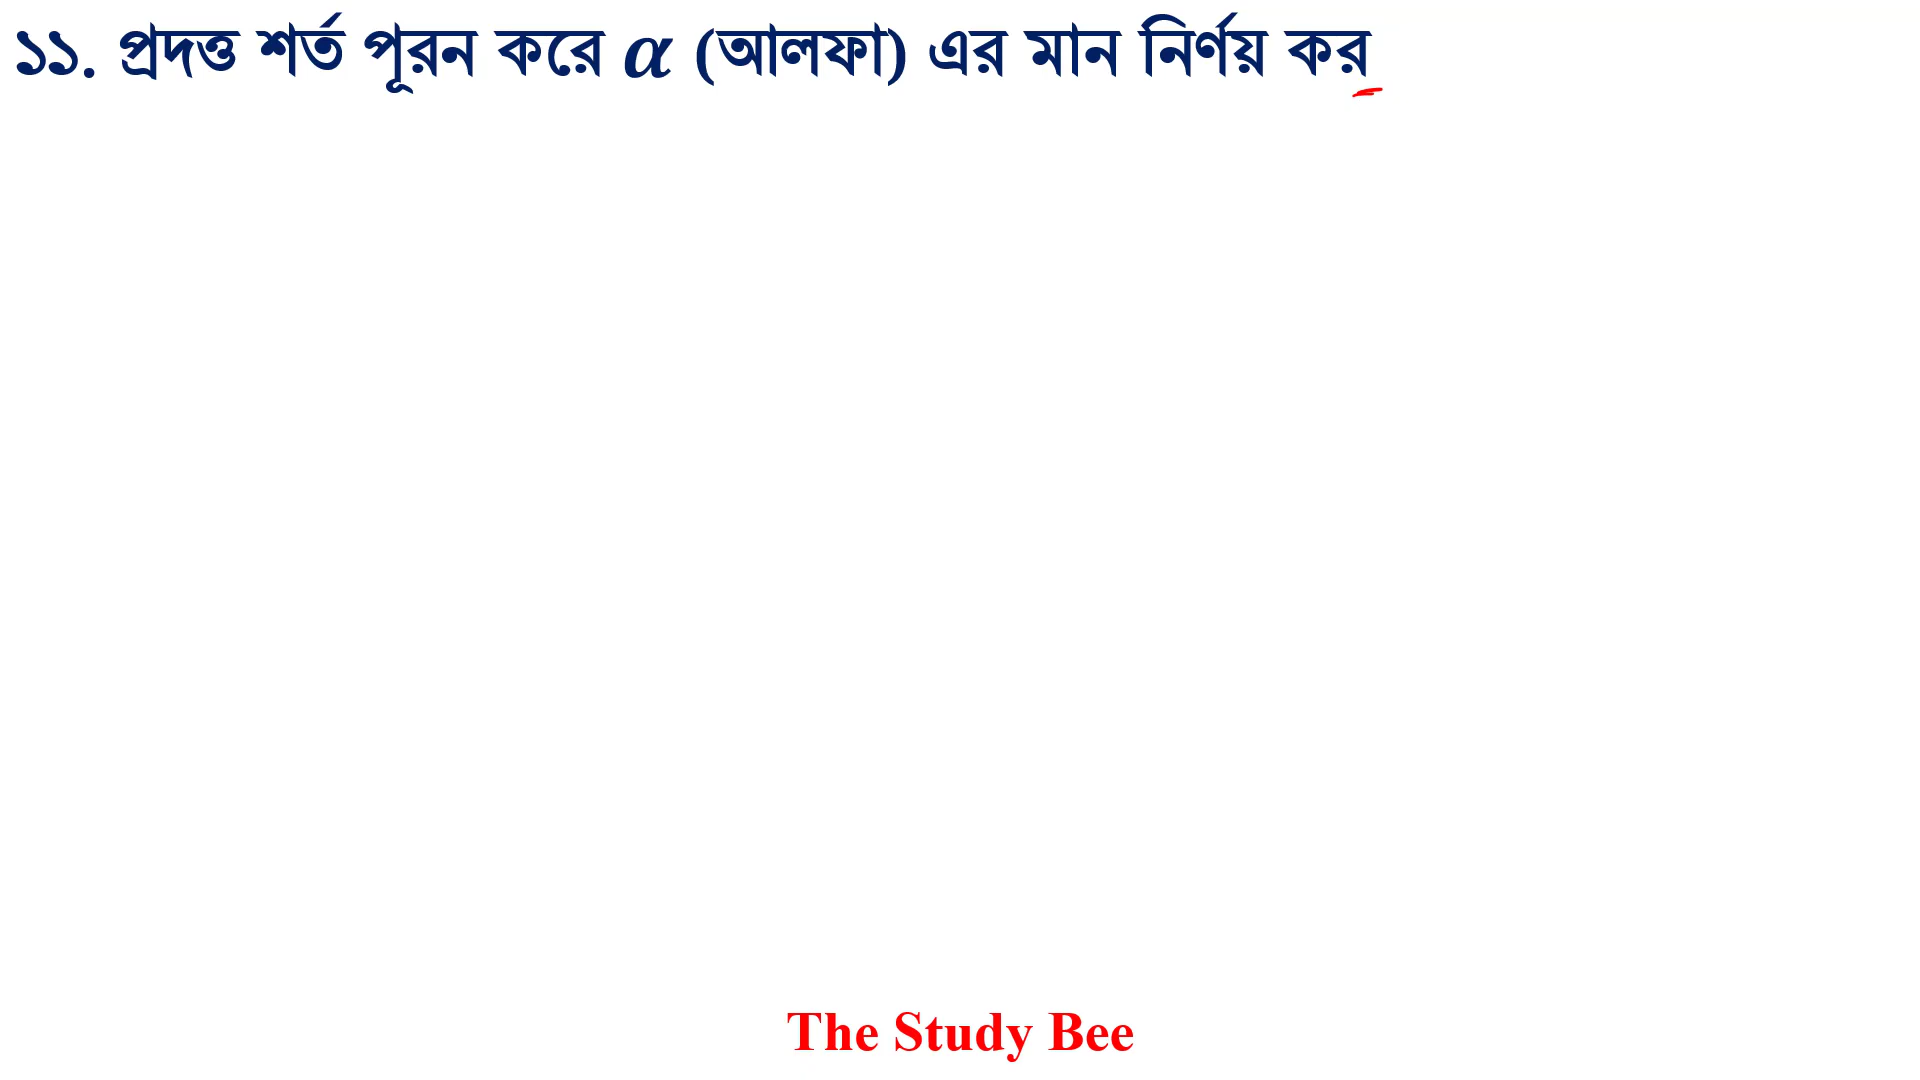 ১১. প্রদত্ত শর্ত পূরন করে α (আলফা) এর মান নির্ণয় কর
The Study Bee